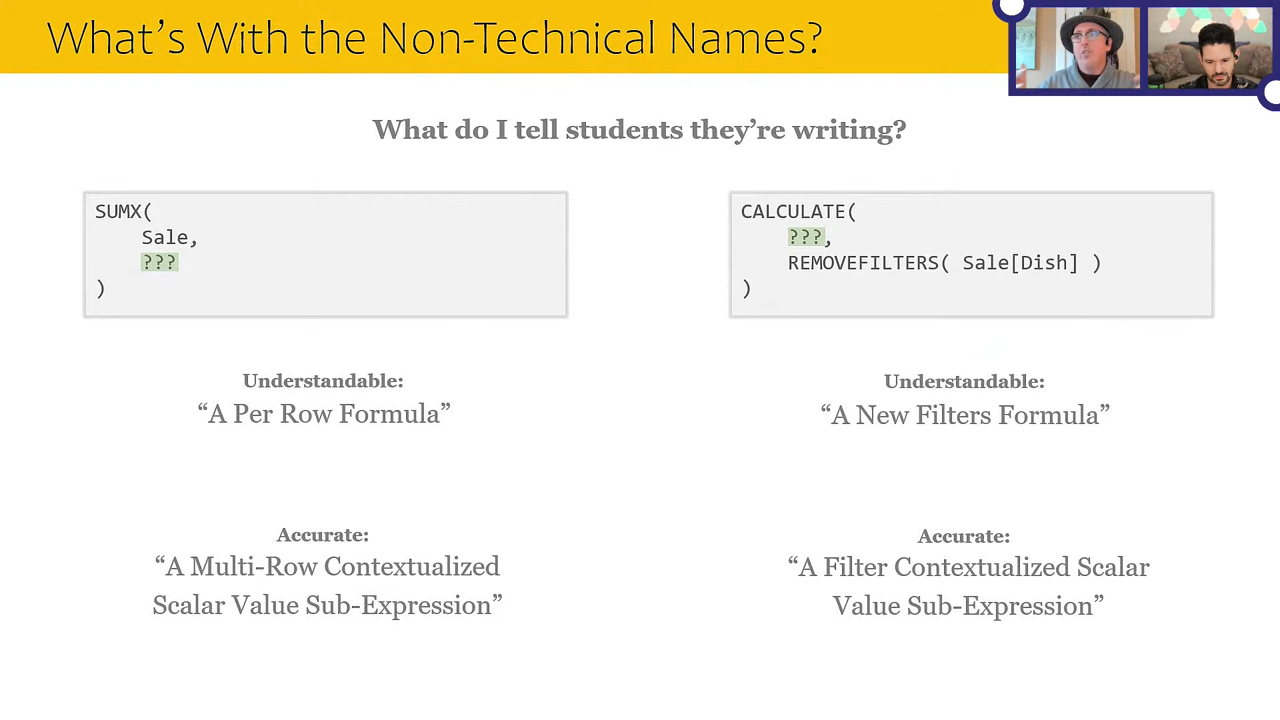 What's With the Non-Technical Names?
What do I tell students they're writing?
SUMX(
Sale,
???
)
CALCULATE(
???,
REMOVEFILTERS( Sale[Dish] )
)
Understandable:
“A Per Row Formula”
Understandable:
“A New Filters Formula”
Accurate:
“A Multi-Row Contextualized
Scalar Value Sub-Expression”
Accurate:
“A Filter Contextualized Scalar
Value Sub-Expression”